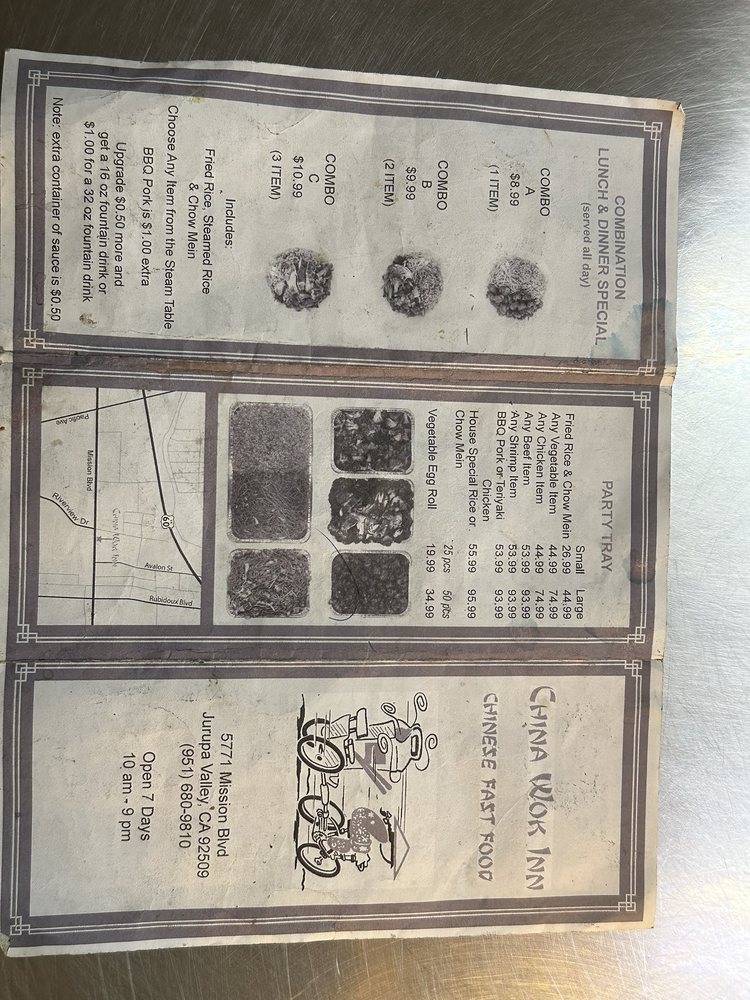 COMBINATION
LUNCH & DINNER SPECIAL
(served all day)
COMBO
A
$8.99
(1 ITEM)
COMBO
B
$9.99
(2 ITEM)
COMBO
C
$10.99
(3 ITEM)
Includes:
Fried Rice, Steamed Rice
& Chow Mein
Choose Any Item from the Steam Table
BBQ Pork is $1.00 extra
Upgrade $0.50 more and
get a 16 oz fountain drink or
$1.00 for a 32 oz fountain drink
Note: extra container of sauce is $0.50
PARTY TRAY
Small Large
Fried Rice & Chow Mein 26.99 44.99
Any Vegetable Item 44.99 74.99
Any Chicken Item 44.99 74.99
Any Beef Item 53.99 93.99
Any Shrimp Item 53.99 93.99
BBQ Pork or Teriyaki 53.99 93.99
Chicken
House Special Rice or 55.99 95.99
Chow Mein
25 pcs 50 pcs
Vegetable Egg Roll 19.99 34.99
60
Pacific Ave
Mission Blvd
Riverview Dr
China Wok Inn
Avalon St
Rubidoux Blvd
China Wok Inn
CHINESE FAST FOOD
5771 Mission Blvd
Jurupa Valley, CA 92509
(951) 680-9810
Open 7 Days
10 am - 9 pm